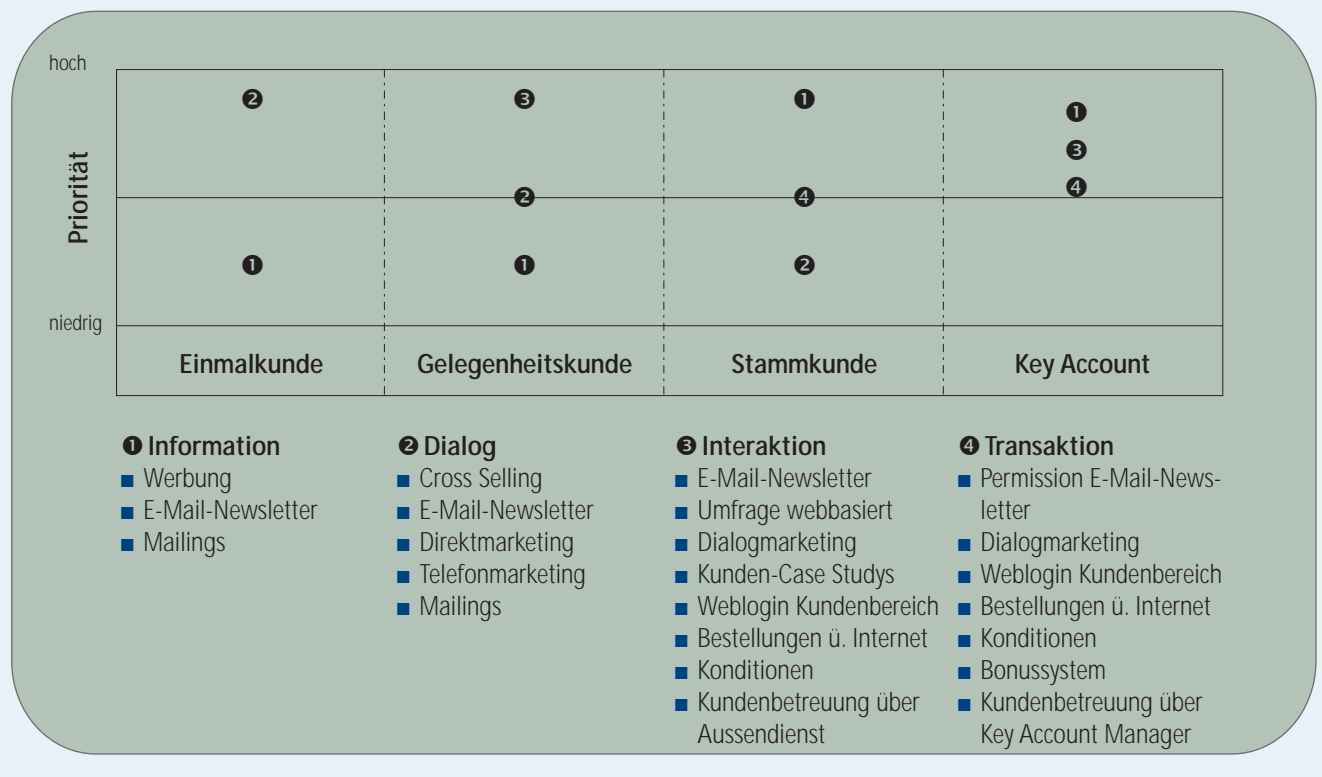 hoch
❷ ❸ ❶ ❶
❸
Priorität
❹
❷ ❹
❶ ❶ ❷
niedrig
Einmalkunde Gelegenheitskunde Stammkunde Key Account
❶ Information
Werbung
E-Mail-Newsletter
Mailings
❷ Dialog
Cross Selling
E-Mail-Newsletter
Direktmarketing
Telefonmarketing
Mailings
❸ Interaktion
E-Mail-Newsletter
Umfrage webbasiert
Dialogmarketing
Kunden-Case Studys
Weblogin Kundenbereich
Bestellungen ü. Internet
Konditionen
Kundenbetreuung über
Aussendienst
❹ Transaktion
Permission E-Mail-News-
letter
Dialogmarketing
Weblogin Kundenbereich
Bestellungen ü. Internet
Konditionen
Bonussystem
Kundenbetreuung über
Key Account Manager